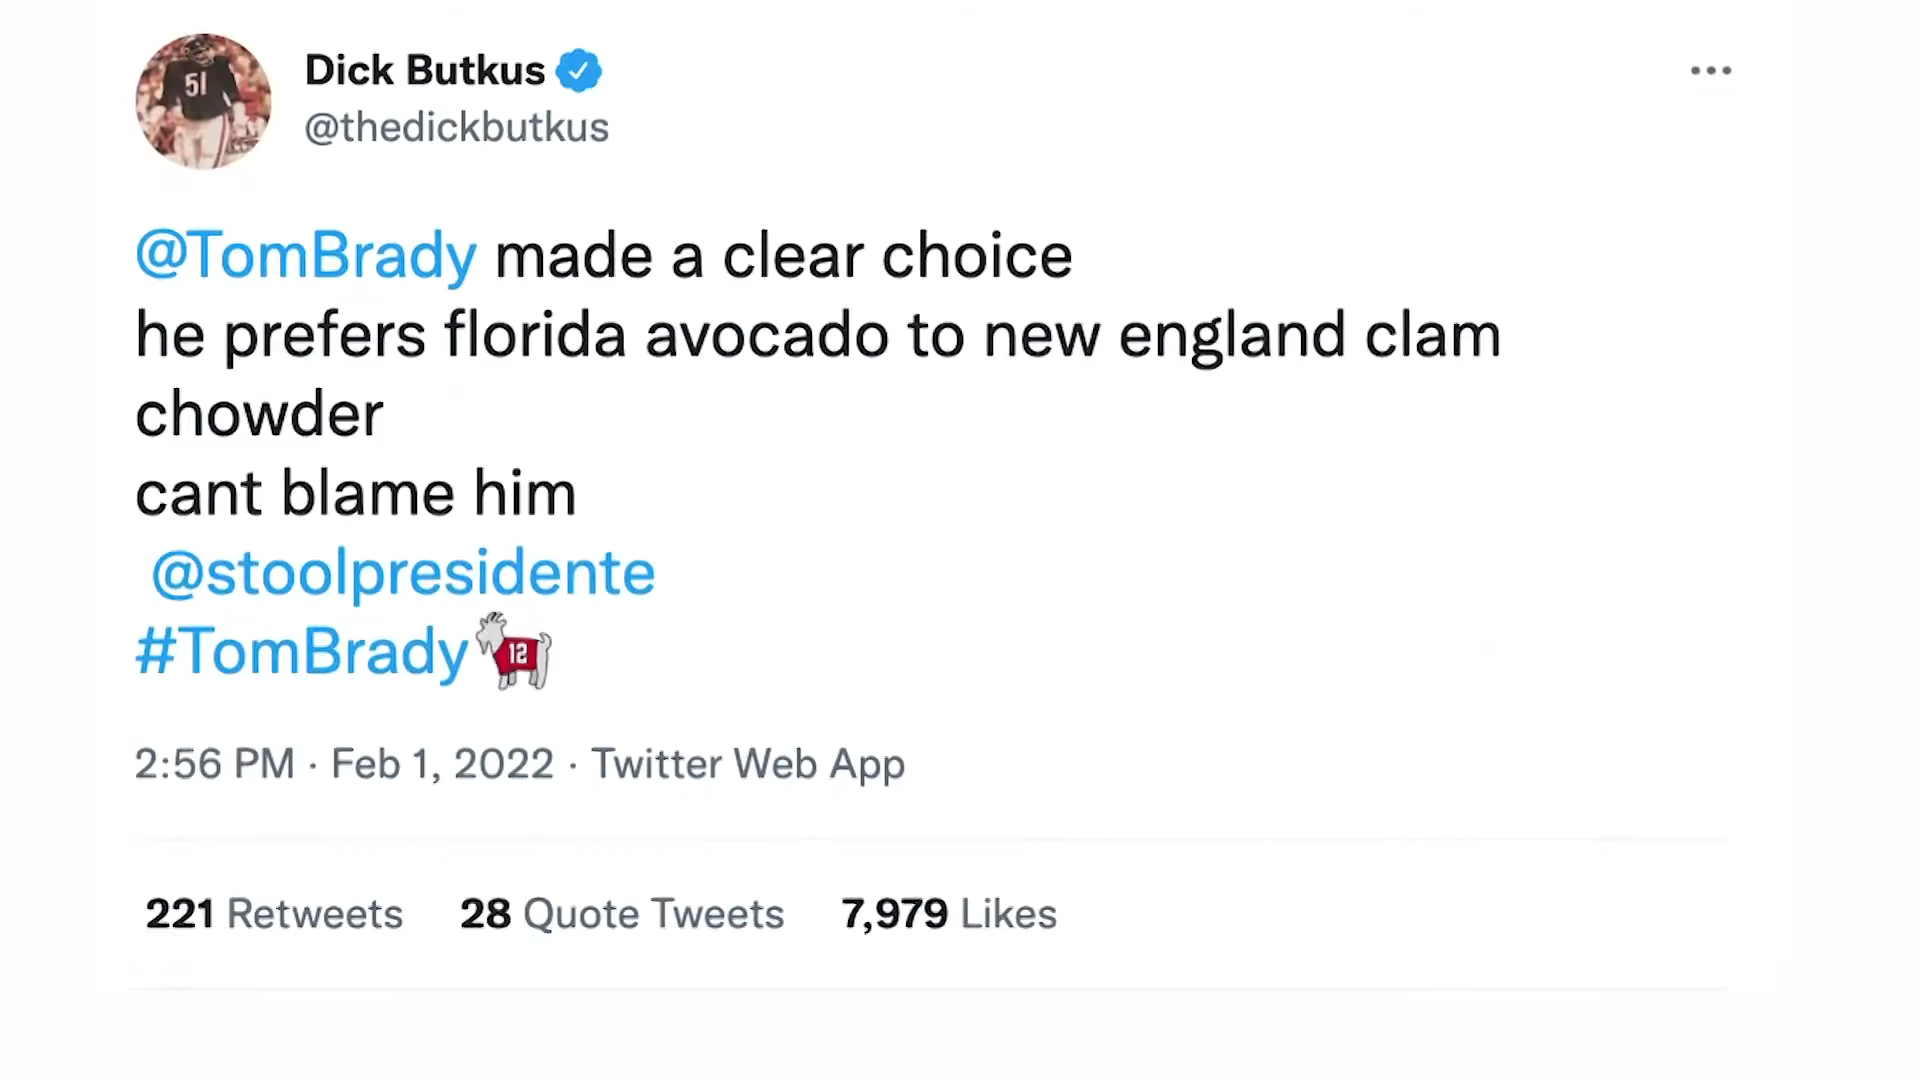 51
Dick Butkus
@thedickbutkus
@TomBrady made a clear choice
he prefers florida avocado to new england clam
chowder
cant blame him
@stoolpresidente
#TomBrady 12
2:56 PM · Feb 1, 2022 · Twitter Web App
221 Retweets 28 Quote Tweets 7,979 Likes